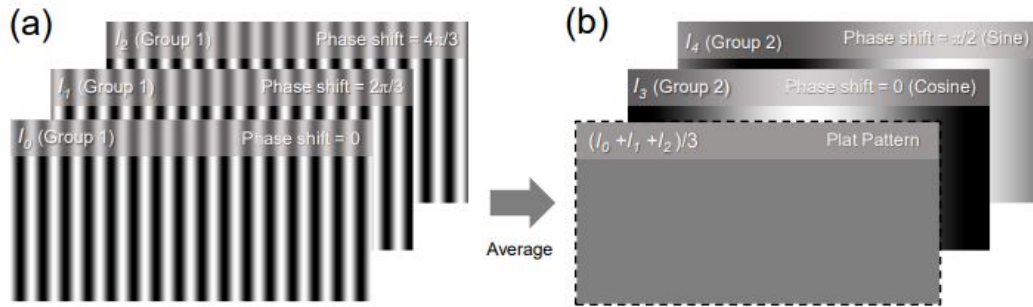 (a)
I2 (Group 1) Phase shift = 4π/3
I1 (Group 1) Phase shift = 2π/3
I0 (Group 1) Phase shift = 0
Average
(b)
I4 (Group 2) Phase shift = π/2 (Sine)
I3 (Group 2) Phase shift = 0 (Cosine)
(I0 +I1 +I2)/3 Plat Pattern